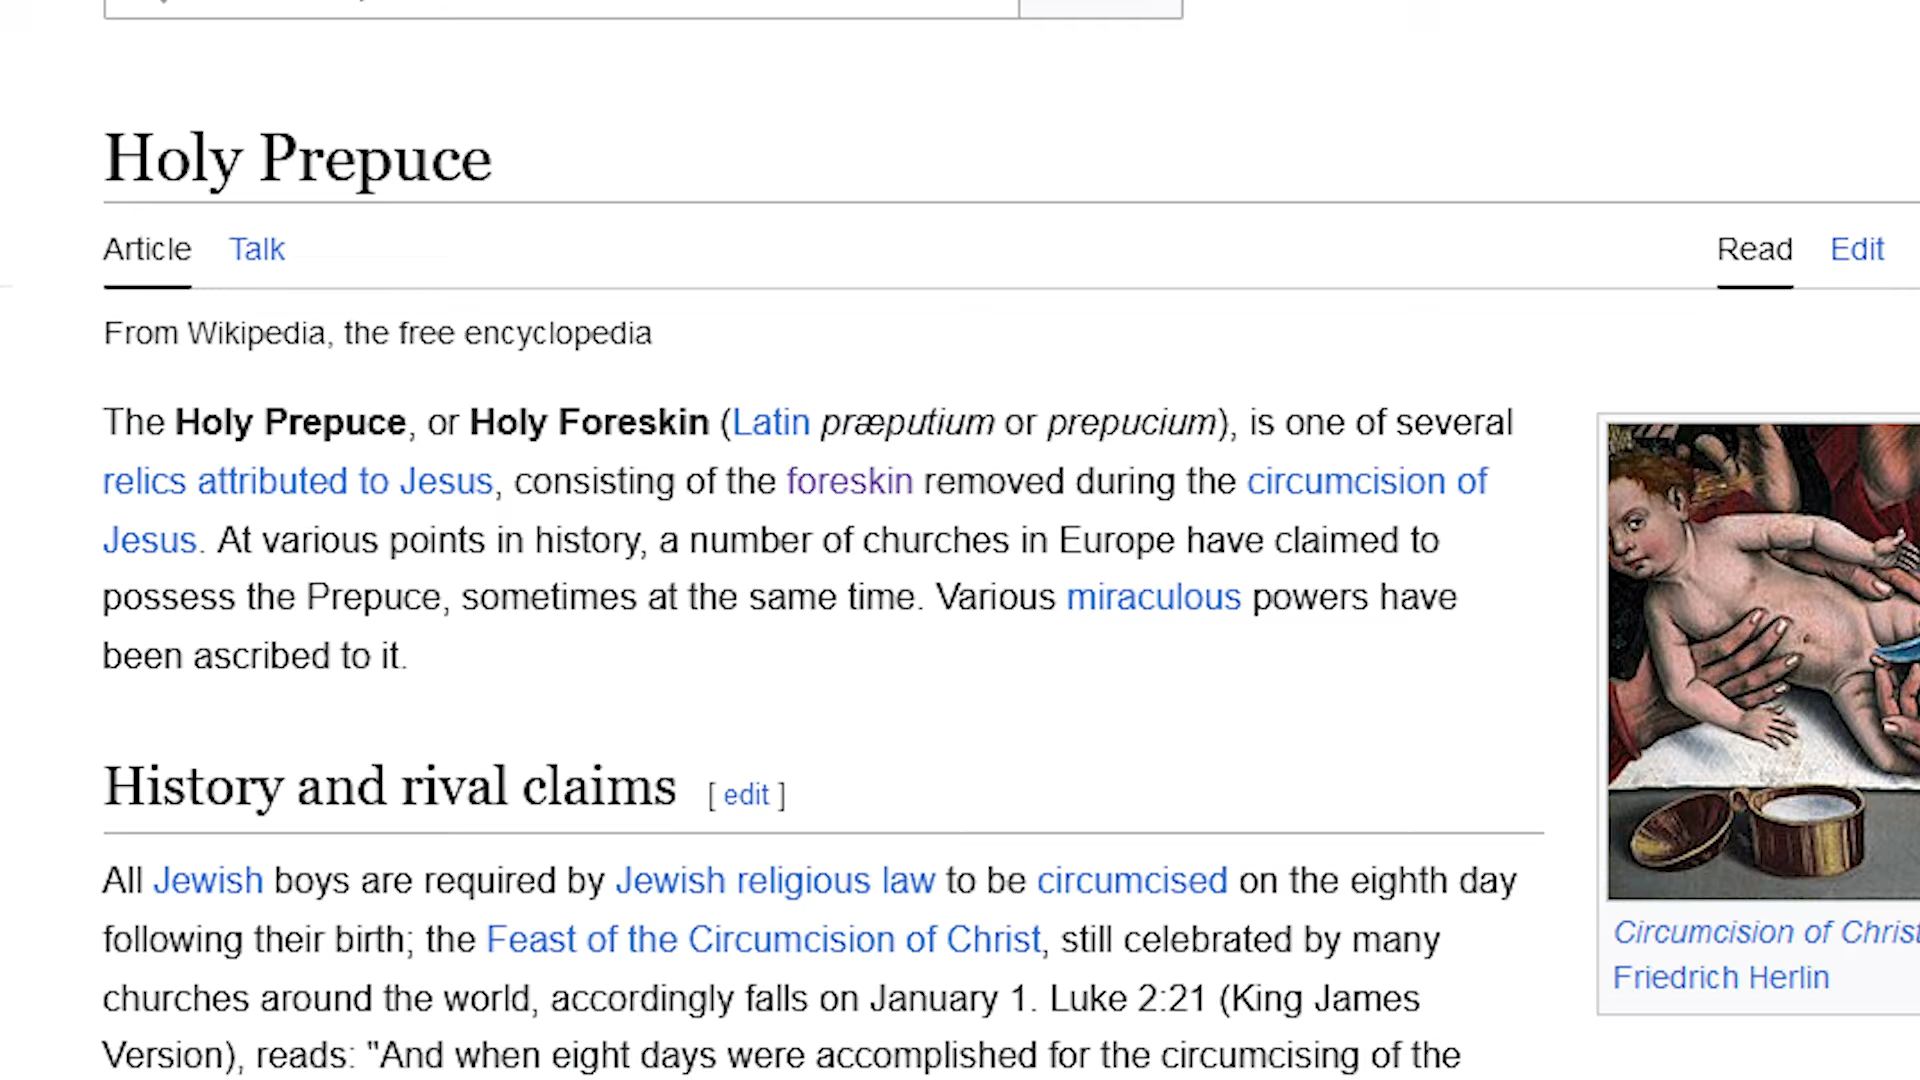 Holy Prepuce
Article Talk
Read Edit
From Wikipedia, the free encyclopedia
The Holy Prepuce, or Holy Foreskin (Latin præputium or prepucium), is one of several
relics attributed to Jesus, consisting of the foreskin removed during the circumcision of
Jesus. At various points in history, a number of churches in Europe have claimed to
possess the Prepuce, sometimes at the same time. Various miraculous powers have
been ascribed to it.
History and rival claims [ edit ]
All Jewish boys are required by Jewish religious law to be circumcised on the eighth day
following their birth; the Feast of the Circumcision of Christ, still celebrated by many
churches around the world, accordingly falls on January 1. Luke 2:21 (King James
Version), reads: "And when eight days were accomplished for the circumcising of the
Circumcision of Christ
Friedrich Herlin